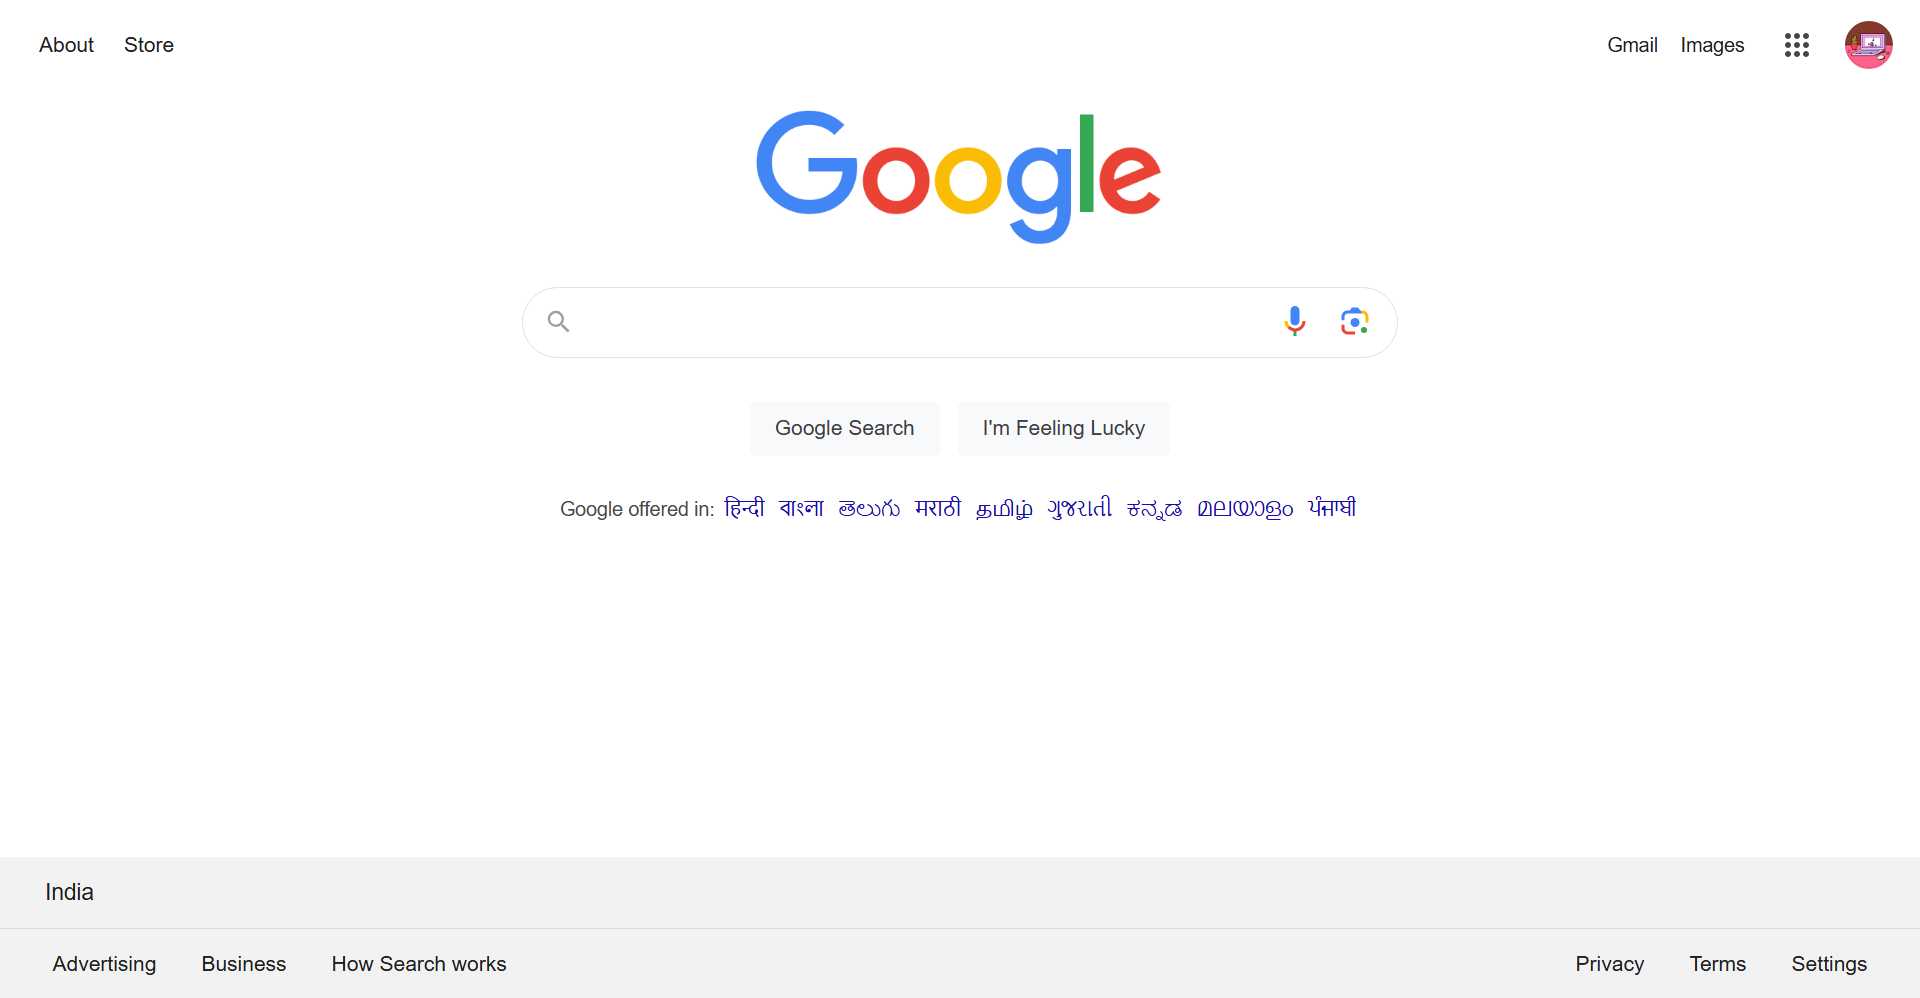 About Store Gmail Images
Google
Google Search I'm Feeling Lucky
Google offered in: हिन्दी বাংলা తెలుగు मराठी தமிழ் ગુજરાતી ಕನ್ನಡ മലയാളം ਪੰਜਾਬੀ
India
Advertising Business How Search works Privacy Terms Settings